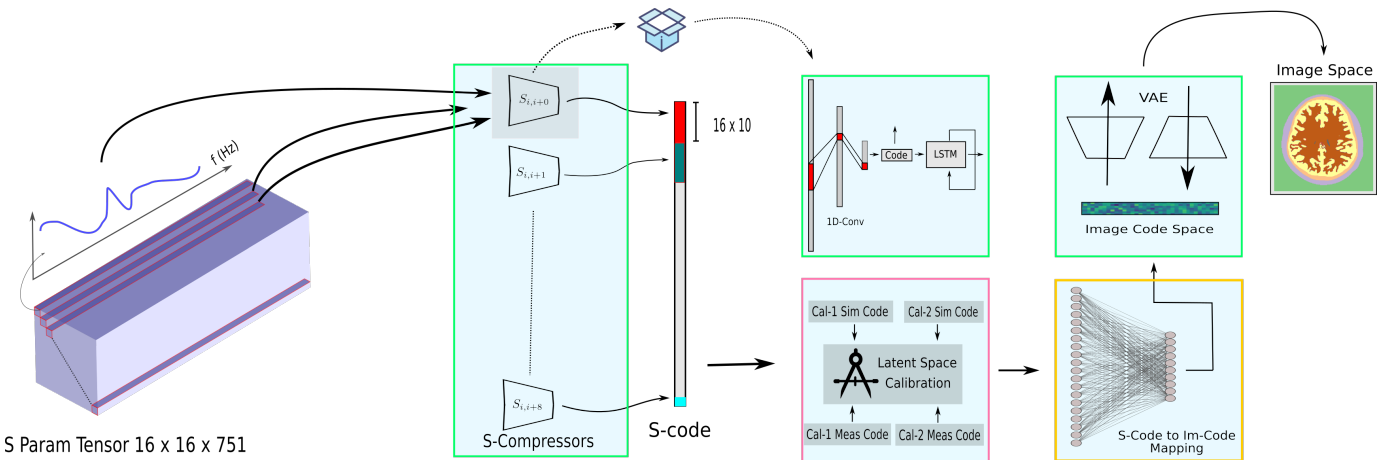 f (Hz)
S Param Tensor 16 x 16 x 751
S_{i,i+0}
S_{i,i+1}
S_{i,i+8}
S-Compressors
16 x 10
S-code
1D-Conv
Code
LSTM
Cal-1 Sim Code
Cal-2 Sim Code
Latent Space
Calibration
Cal-1 Meas Code
Cal-2 Meas Code
VAE
Image Code Space
S-Code to Im-Code
Mapping
Image Space